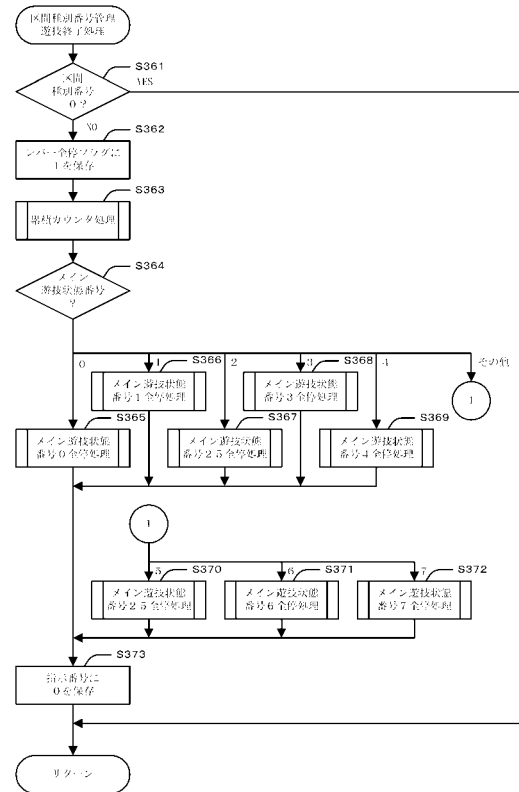 区間種別番号管理
遊技終了処理
S361
区間
種別番号
0?
YES
NO
S362
レバー全停フラグに
1を保存
S363
累積カウンタ処理
S364
メイン
遊技状態番号
?
0
1
2
3
4
その他
S366
S368
メイン遊技状態
番号1全停処理
メイン遊技状態
番号3全停処理
1
S365
S367
S369
メイン遊技状態
番号0全停処理
メイン遊技状態
番号25全停処理
メイン遊技状態
番号4全停処理
1
5
S370
6
S371
7
S372
メイン遊技状態
番号25全停処理
メイン遊技状態
番号6全停処理
メイン遊技状態
番号7全停処理
S373
指示番号に
0を保存
リターン